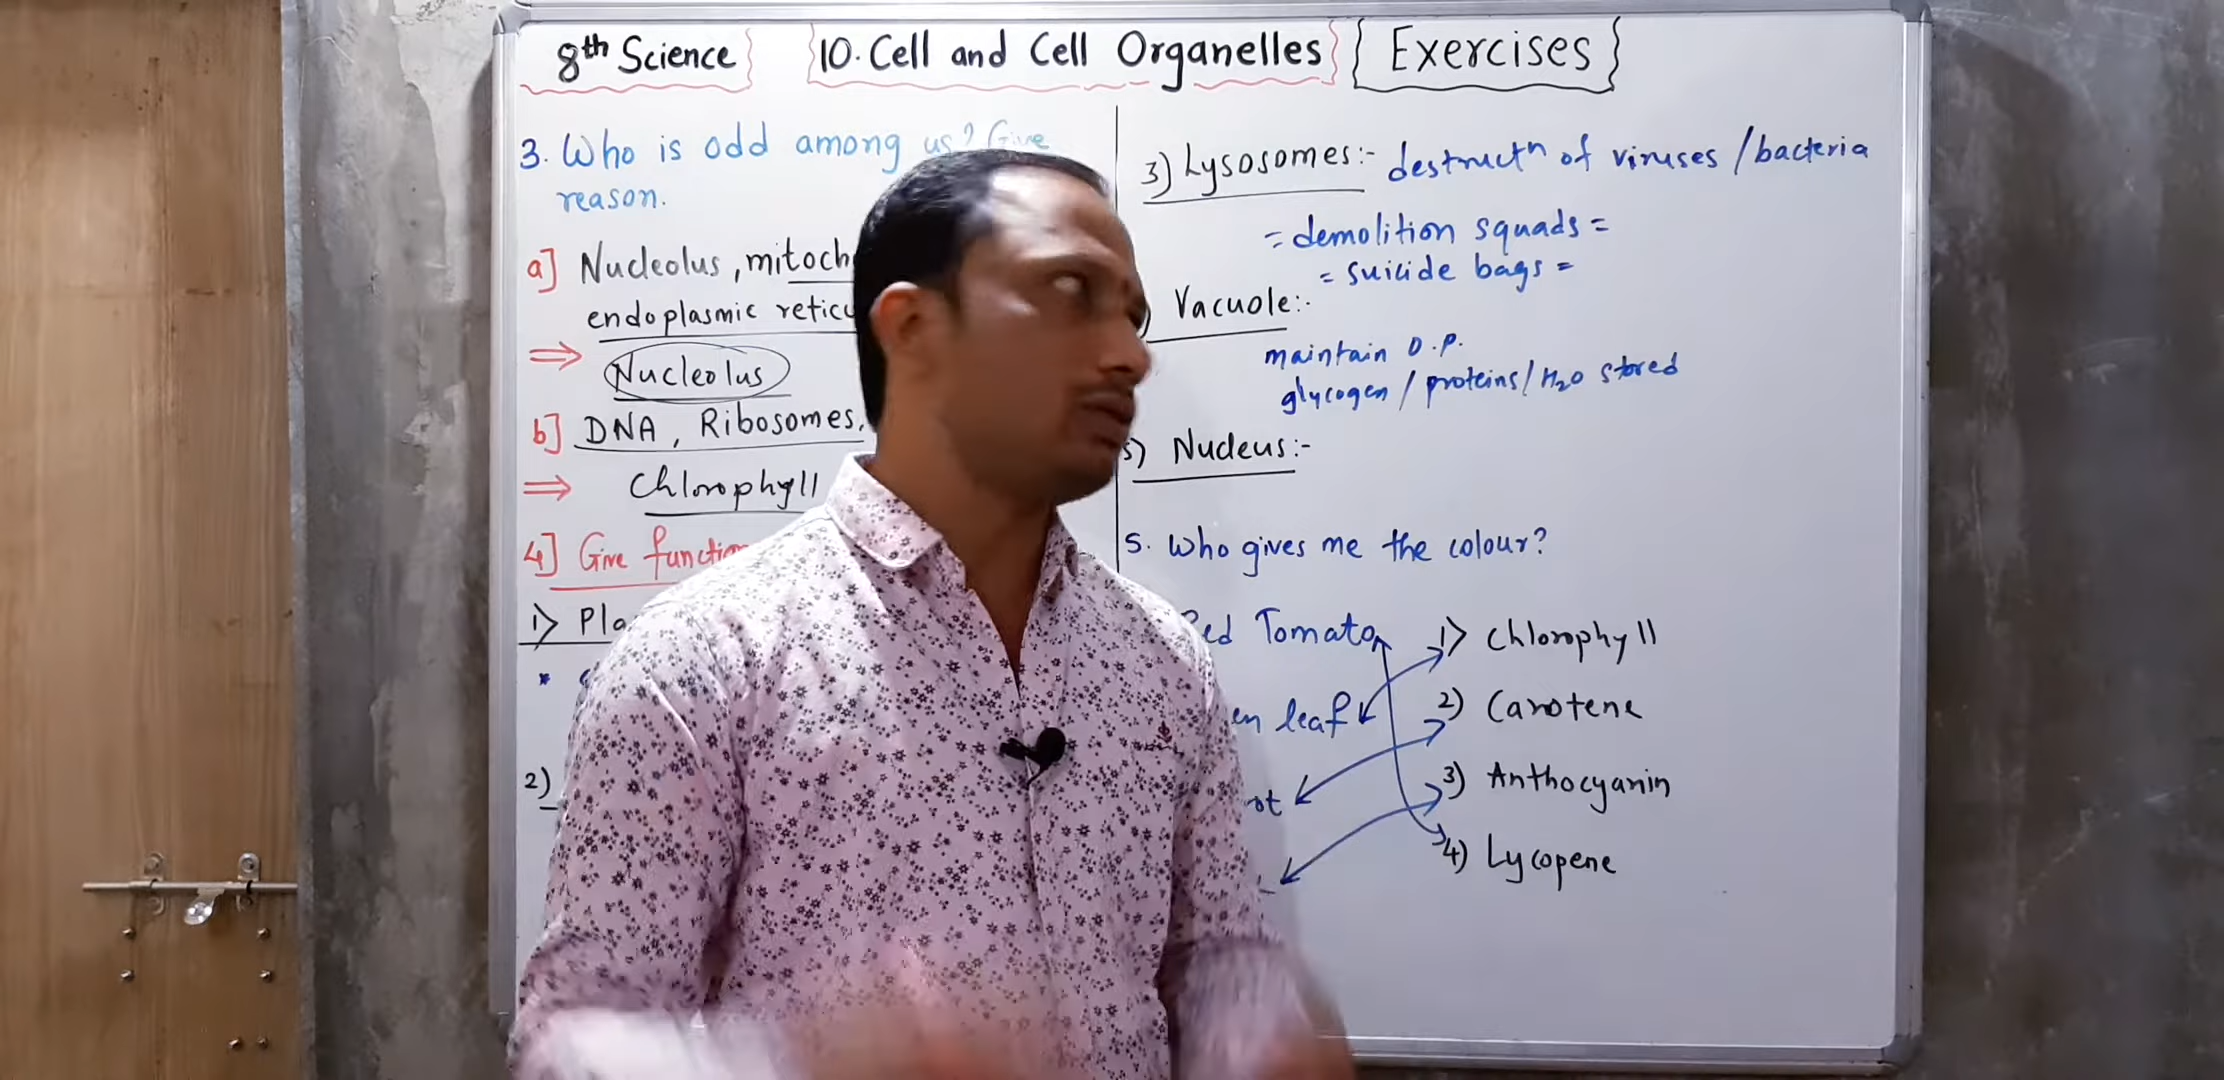 8th Science
10. Cell and Cell Organelles
Exercises
3. Who is odd among us? Give
reason.
a] Nucleolus, mitoch
endoplasmic reticu
⇒ Nucleolus
b] DNA, Ribosomes,
⇒ Chlorophyll
4] Give function
1> Pla
*
2)
3) Lysosomes:- destructn of viruses / bacteria
= demolition squads =
= suicide bags =
) Vacuole:-
maintain O.P.
glycogen / proteins / H2O stored
5) Nucleus:-
5. Who gives me the colour?
Red Tomato
1> Chlorophyll
en leaf
2) Carotene
ot
3) Anthocyanin
4) Lycopene